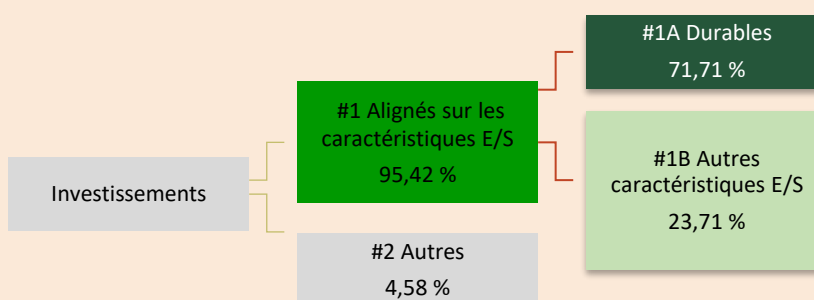 #1A Durables
71,71 %
#1 Alignés sur les
caractéristiques E/S
95,42 %
#1B Autres
caractéristiques E/S
23,71 %
Investissements
#2 Autres
4,58 %